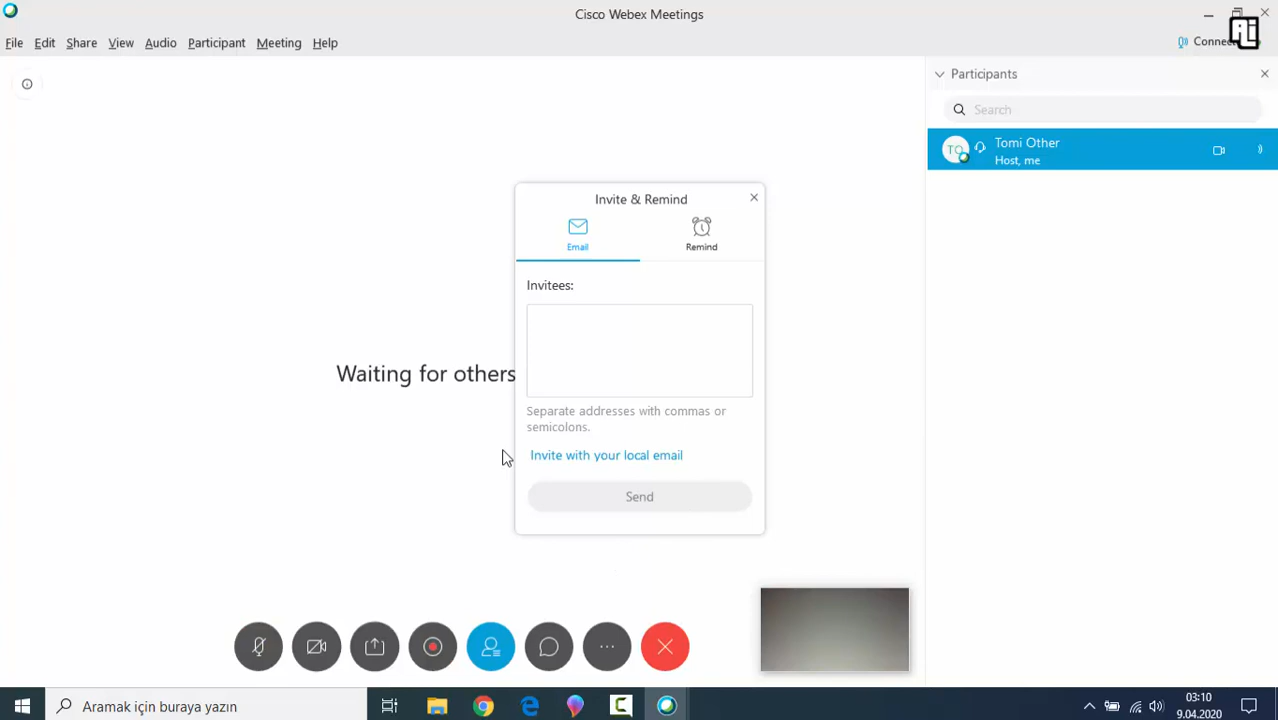 Cisco Webex Meetings
File Edit Share View Audio Participant Meeting Help
Connec
Participants
Search
TO
Tomi Other
Host, me
Invite & Remind
Email
Remind
Invitees:
Waiting for others
Separate addresses with commas or
semicolons.
Invite with your local email
Send
Aramak için buraya yazın
03:10
9.04.2020